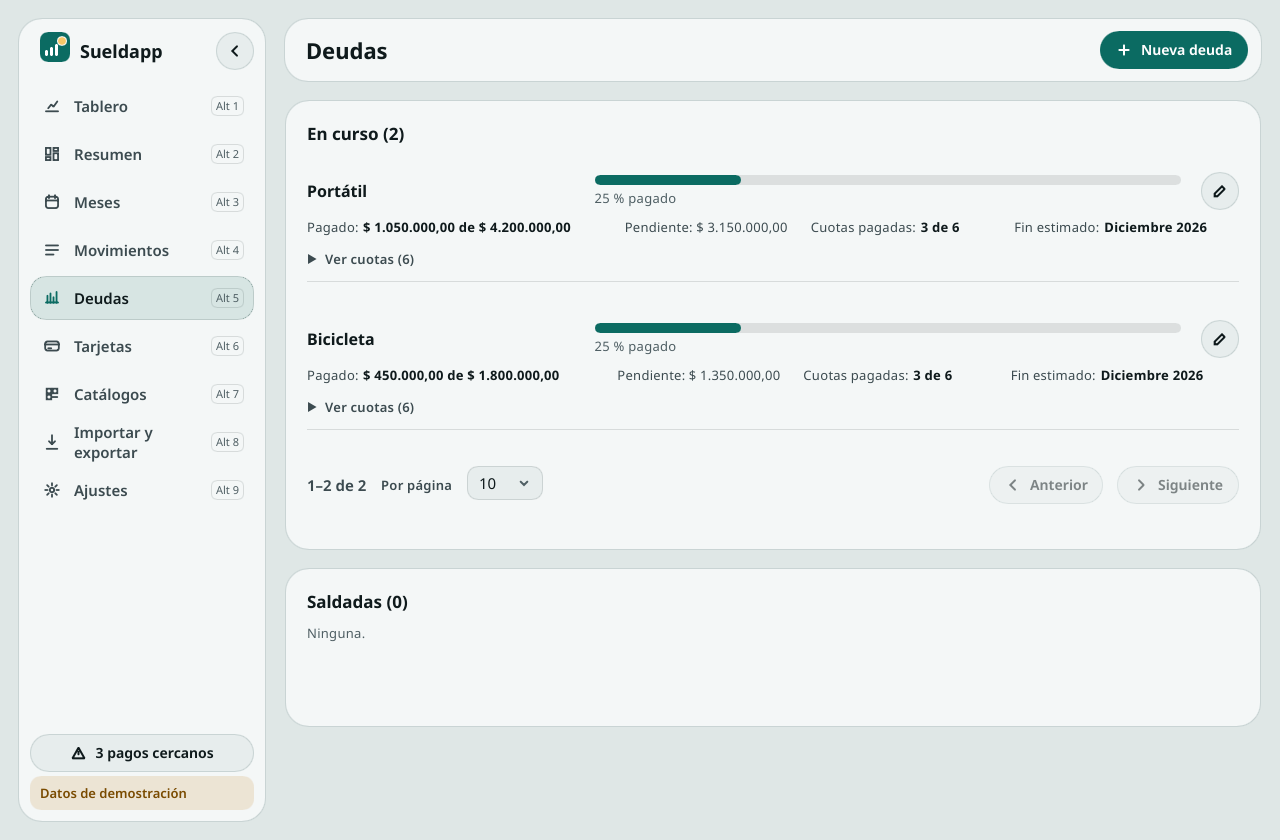 Sueldapp
Tablero Alt 1
Resumen Alt 2
Meses Alt 3
Movimientos Alt 4
Deudas Alt 5
Tarjetas Alt 6
Catálogos Alt 7
Importar y
exportar Alt 8
Ajustes Alt 9
3 pagos cercanos
Datos de demostración
Deudas
Nueva deuda
En curso (2)
Portátil
25 % pagado
Pagado: $ 1.050.000,00 de $ 4.200.000,00 Pendiente: $ 3.150.000,00 Cuotas pagadas: 3 de 6 Fin estimado: Diciembre 2026
Ver cuotas (6)
Bicicleta
25 % pagado
Pagado: $ 450.000,00 de $ 1.800.000,00 Pendiente: $ 1.350.000,00 Cuotas pagadas: 3 de 6 Fin estimado: Diciembre 2026
Ver cuotas (6)
1–2 de 2 Por página 10 Anterior Siguiente
Saldadas (0)
Ninguna.